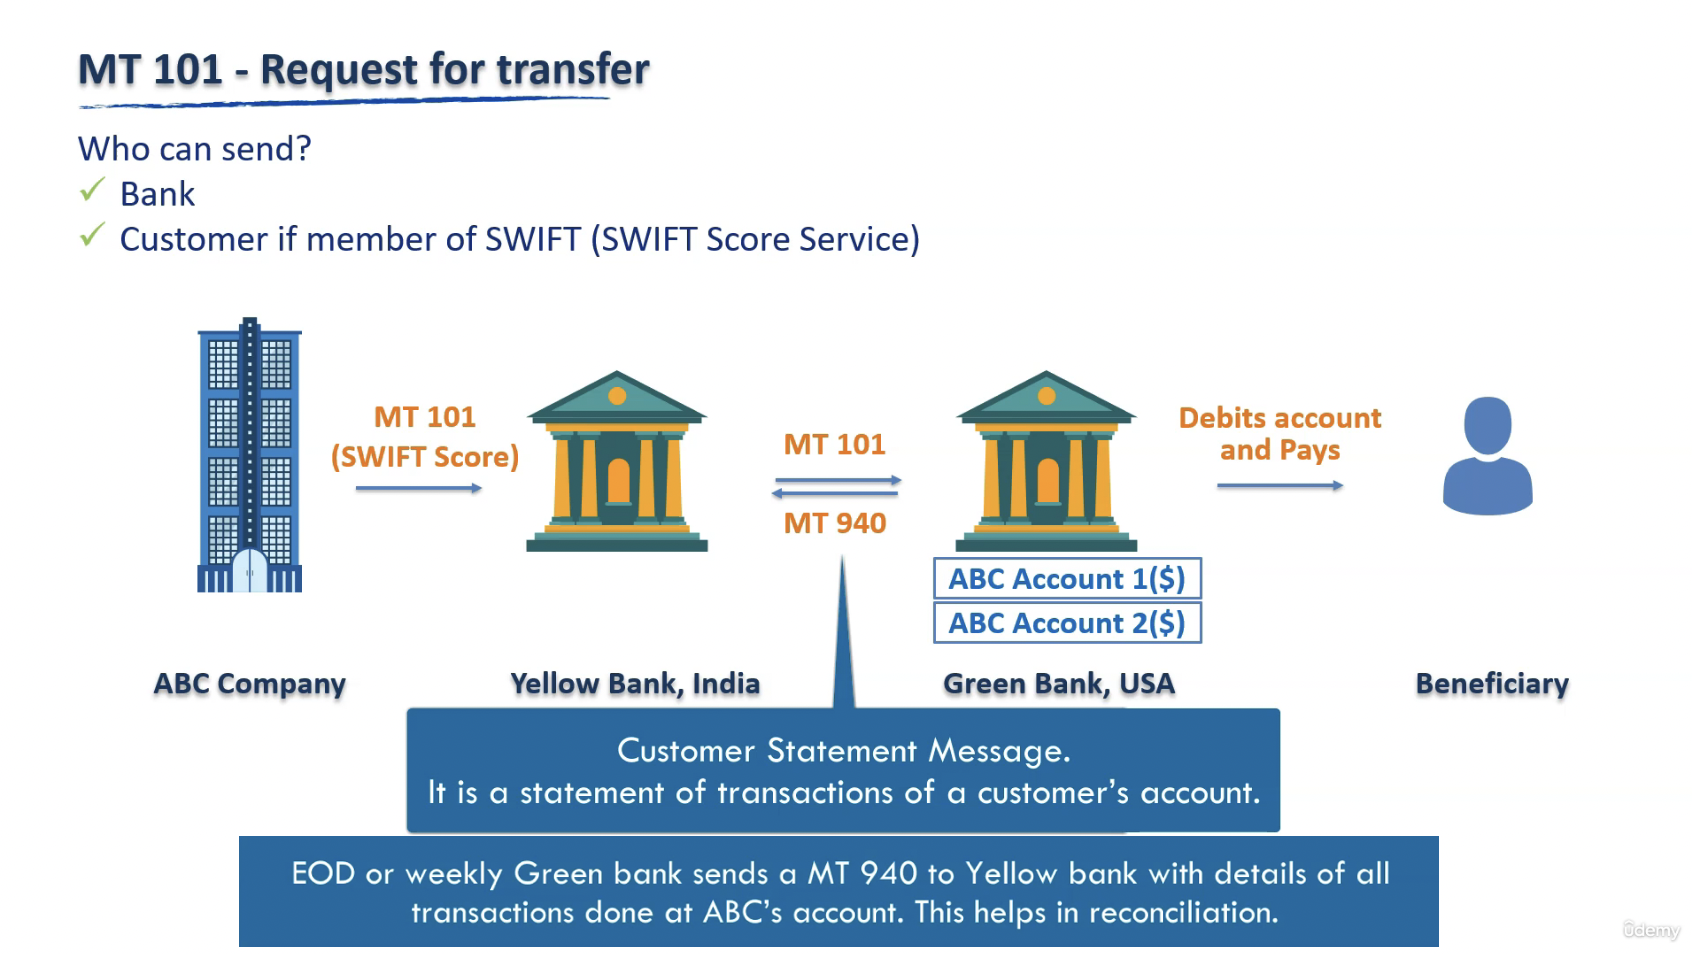 MT 101 - Request for transfer
Who can send?
✓ Bank
✓ Customer if member of SWIFT (SWIFT Score Service)
MT 101
(SWIFT Score)
MT 101
MT 940
Debits account
and Pays
ABC Account 1($)
ABC Account 2($)
ABC Company
Yellow Bank, India
Green Bank, USA
Beneficiary
Customer Statement Message.
It is a statement of transactions of a customer's account.
EOD or weekly Green bank sends a MT 940 to Yellow bank with details of all
transactions done at ABC's account. This helps in reconciliation.
ûdemy